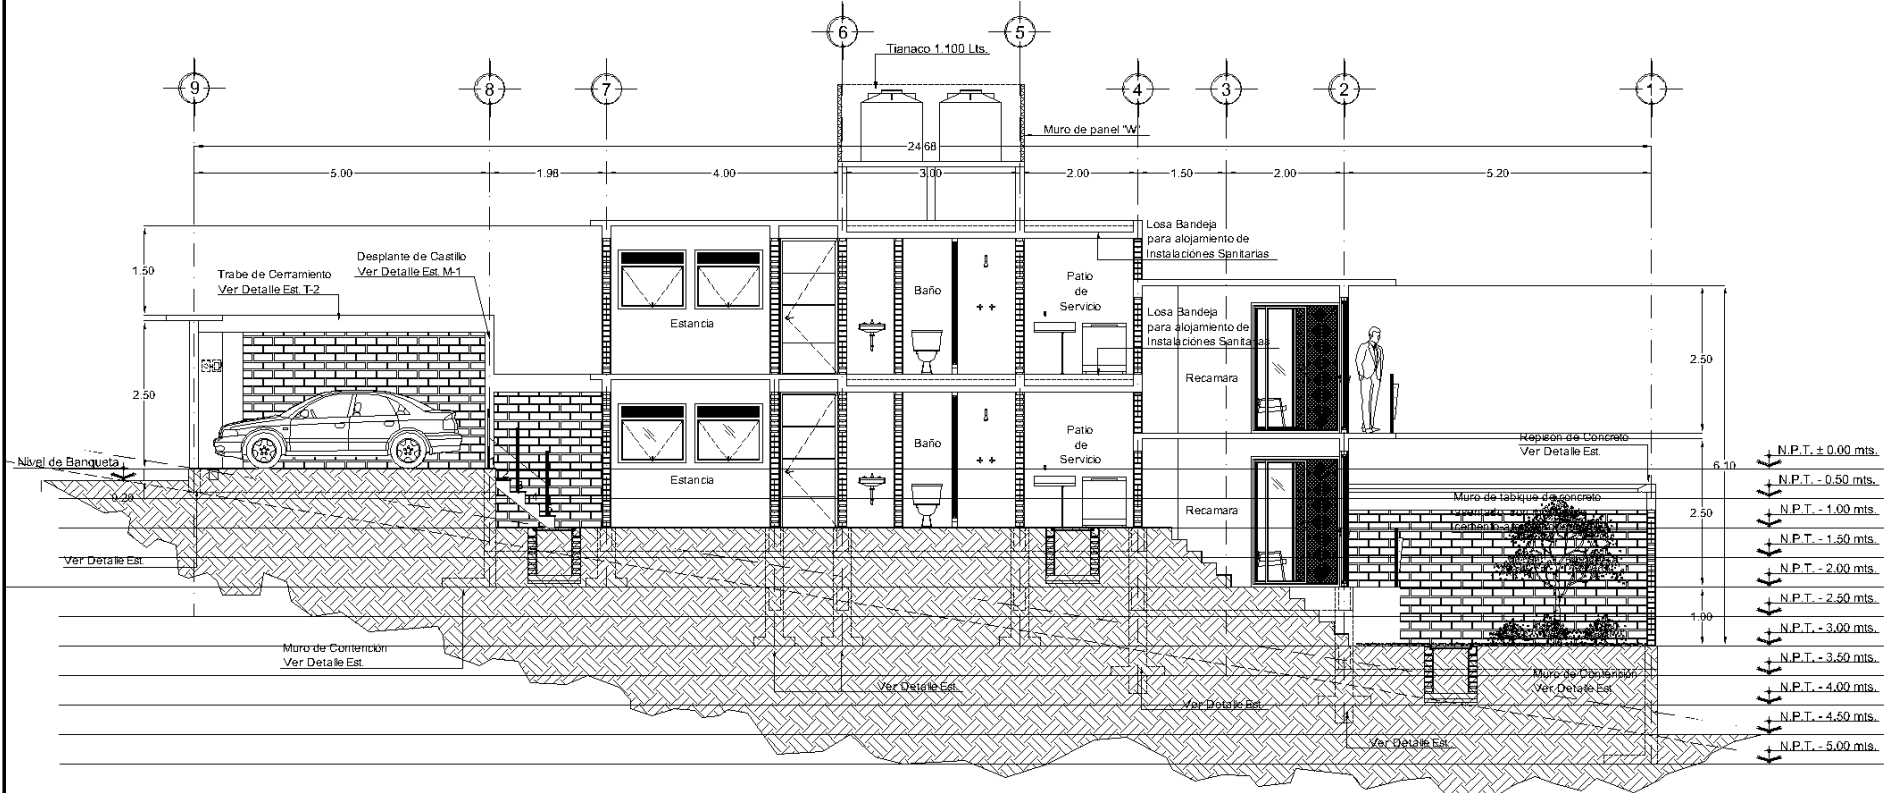 6
5
Tianaco 1.100 Lts.
9
8
7
4
3
2
1
Muro de panel "W"
24.68
5.00
1.98
4.00
3.00
2.00
1.50
2.00
5.20
Losa Bandeja
para alojamiento de
Instalaciónes Sanitarias
Desplante de Castillo
Ver Detalle Est. M-1
Trabe de Cerramiento
Ver Detalle Est. T-2
1.50
2.50
Estancia
Baño
Patio
de
Servicio
Losa Bandeja
para alojamiento de
Instalaciónes Sanitarias
Recamara
2.50
Estancia
Baño
Patio
de
Servicio
Recamara
Nivel de Banqueta
0.20
Repison de Concreto
Ver Detalle Est.
6.10
Muro de tabique de concreto
2.50
1.00
Ver Detalle Est.
Muro de Contención
Ver Detalle Est.
Ver Detalle Est.
Ver Detalle Est.
Ver Detalle Est.
Muro de Contención
Ver Detalle Est.
N.P.T. ± 0.00 mts.
N.P.T. - 0.50 mts.
N.P.T. - 1.00 mts.
N.P.T. - 1.50 mts.
N.P.T. - 2.00 mts.
N.P.T. - 2.50 mts.
N.P.T. - 3.00 mts.
N.P.T. - 3.50 mts.
N.P.T. - 4.00 mts.
N.P.T. - 4.50 mts.
N.P.T. - 5.00 mts.